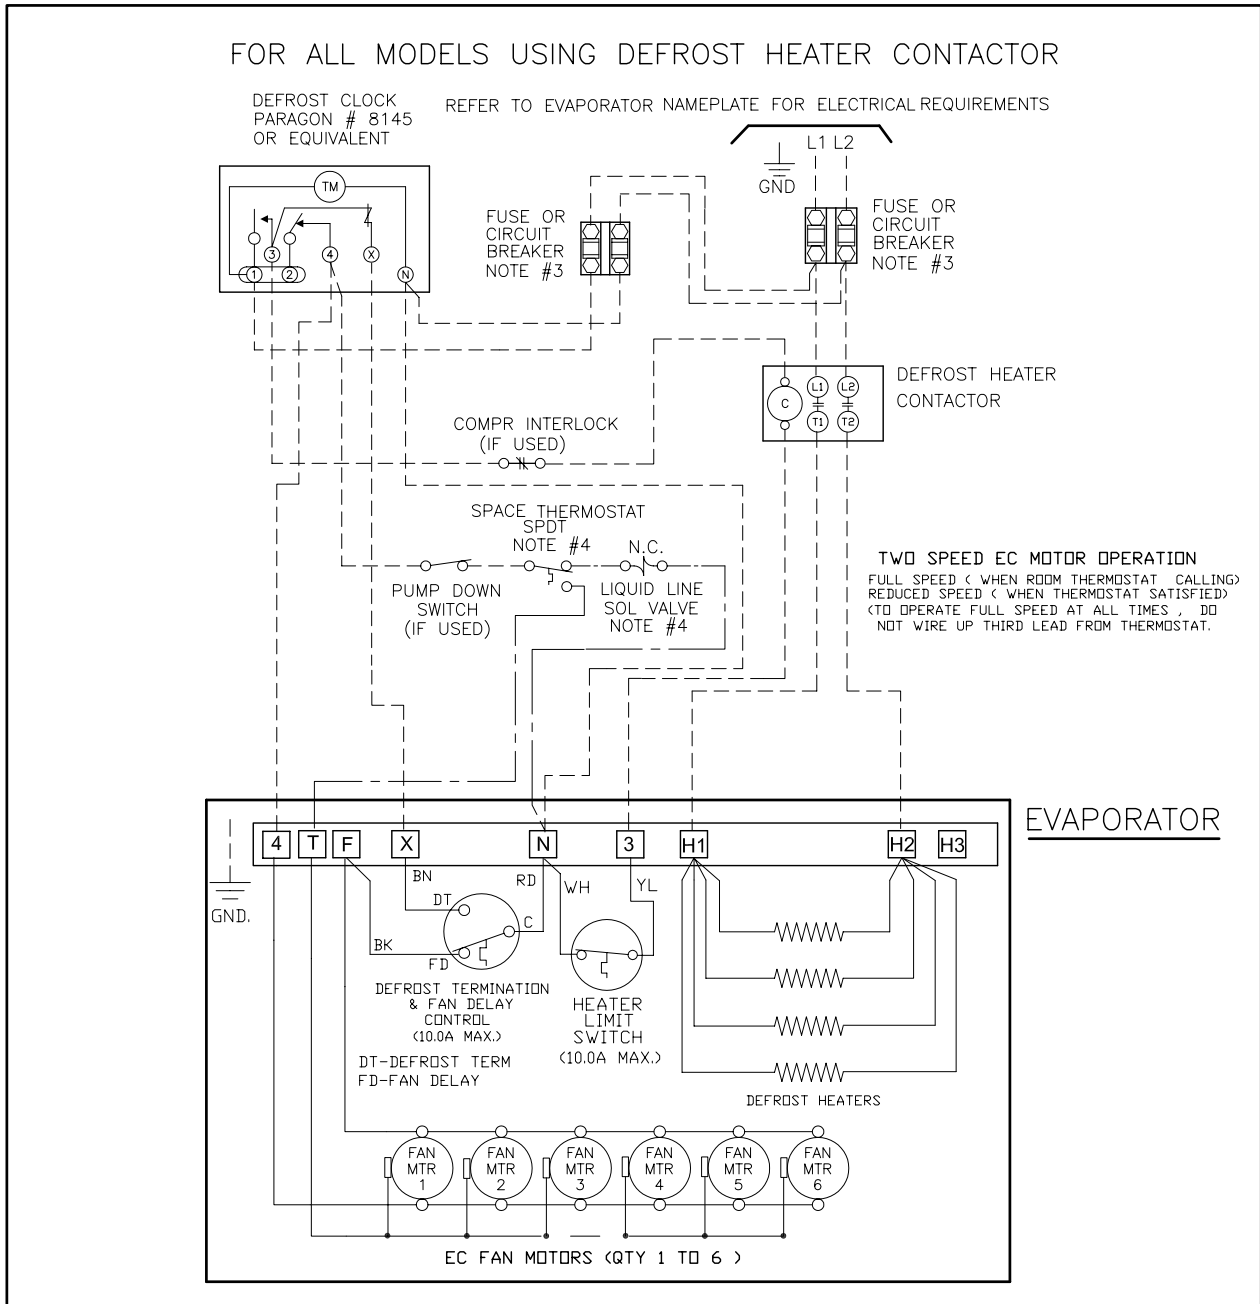 FOR ALL MODELS USING DEFROST HEATER CONTACTOR
DEFROST CLOCK
PARAGON # 8145
OR EQUIVALENT
REFER TO EVAPORATOR NAMEPLATE FOR ELECTRICAL REQUIREMENTS
L1 L2
GND
TM
FUSE OR
CIRCUIT
BREAKER
NOTE #3
FUSE OR
CIRCUIT
BREAKER
NOTE #3
3
4
X
1
2
N
DEFROST HEATER
CONTACTOR
C
L1
L2
T1
T2
COMPR INTERLOCK
(IF USED)
SPACE THERMOSTAT
SPDT
NOTE #4
N.C.
PUMP DOWN
SWITCH
(IF USED)
LIQUID LINE
SOL VALVE
NOTE #4
TWO SPEED EC MOTOR OPERATION
FULL SPEED ( WHEN ROOM THERMOSTAT CALLING)
REDUCED SPEED ( WHEN THERMOSTAT SATISFIED)
(TO OPERATE FULL SPEED AT ALL TIMES , DO
NOT WIRE UP THIRD LEAD FROM THERMOSTAT.
EVAPORATOR
4 T F X N 3 H1 H2 H3
GND.
BN
RD
WH
YL
DT
C
BK
FD
DEFROST TERMINATION
& FAN DELAY
CONTROL
(10.0A MAX.)
HEATER
LIMIT
SWITCH
(10.0A MAX.)
DT-DEFROST TERM
FD-FAN DELAY
DEFROST HEATERS
FAN
MTR
1
FAN
MTR
2
FAN
MTR
3
FAN
MTR
4
FAN
MTR
5
FAN
MTR
6
EC FAN MOTORS (QTY 1 TO 6 )